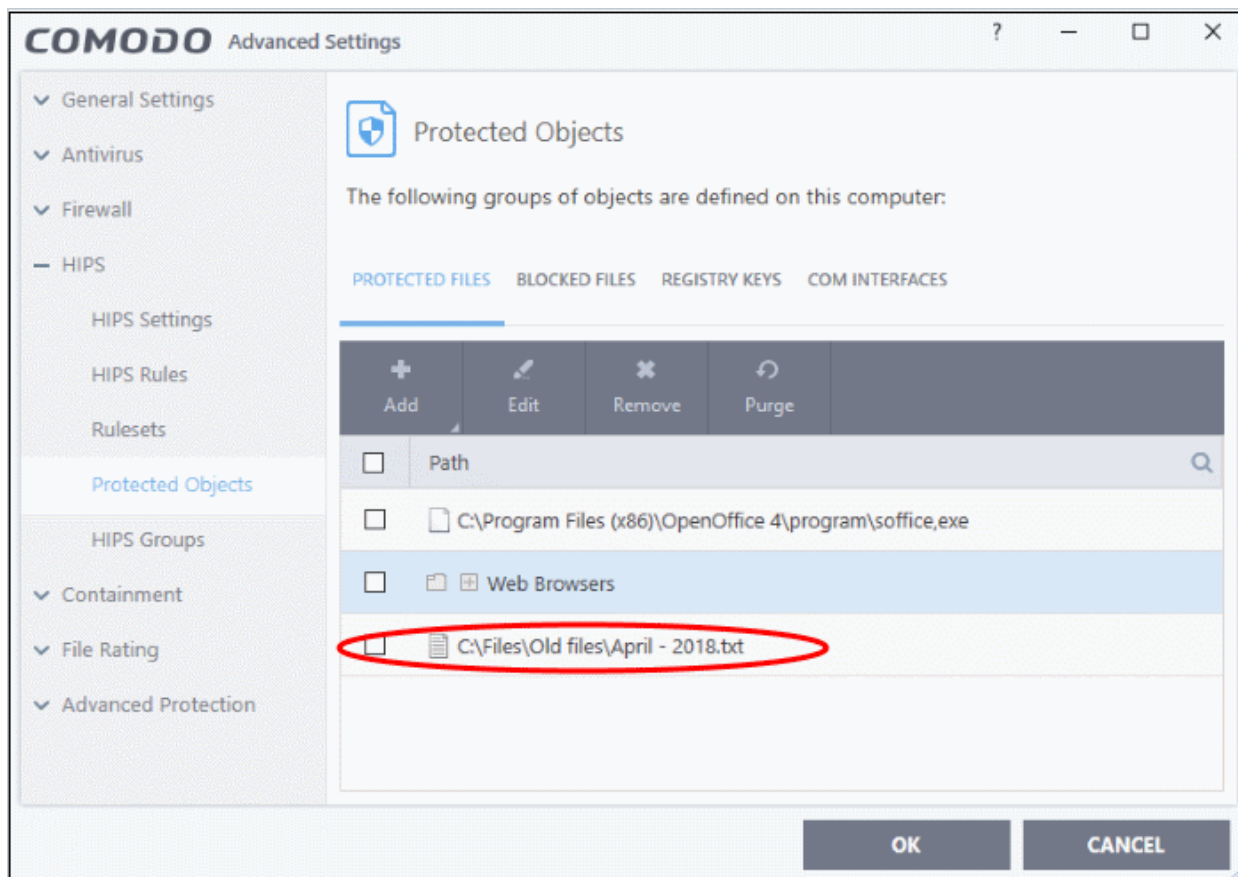 COMODO Advanced Settings
General Settings
Antivirus
Firewall
HIPS
HIPS Settings
HIPS Rules
Rulesets
Protected Objects
HIPS Groups
Containment
File Rating
Advanced Protection
Protected Objects
The following groups of objects are defined on this computer:
PROTECTED FILES BLOCKED FILES REGISTRY KEYS COM INTERFACES
Add Edit Remove Purge
Path
C:\Program Files (x86)\OpenOffice 4\program\soffice,exe
Web Browsers
C:\Files\Old files\April - 2018.txt
OK CANCEL